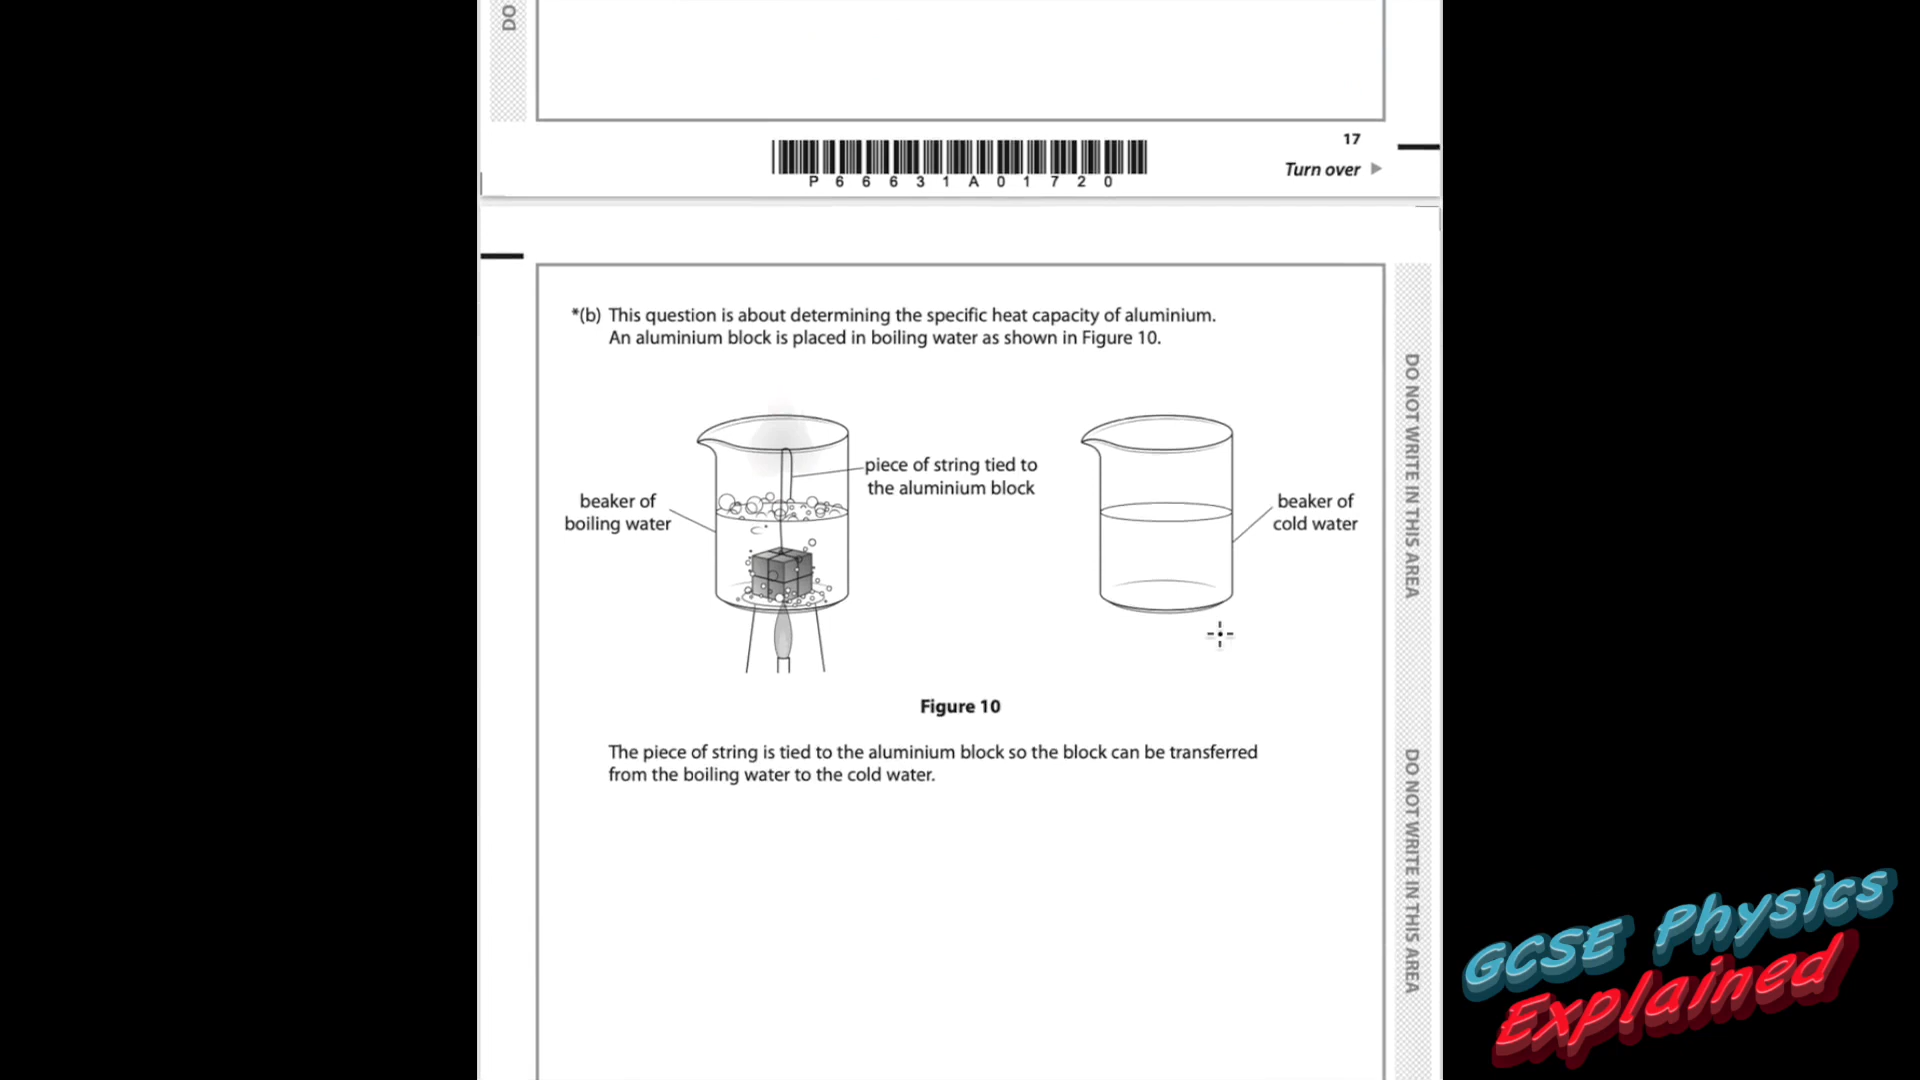 DO
17
P 6 6 6 3 1 A 0 1 7 2 0
Turn over
*(b) This question is about determining the specific heat capacity of aluminium.
An aluminium block is placed in boiling water as shown in Figure 10.
piece of string tied to
the aluminium block
beaker of
boiling water
beaker of
cold water
Figure 10
The piece of string is tied to the aluminium block so the block can be transferred
from the boiling water to the cold water.
DO NOT WRITE IN THIS AREA
DO NOT WRITE IN THIS AREA
GCSE Physics
Explained